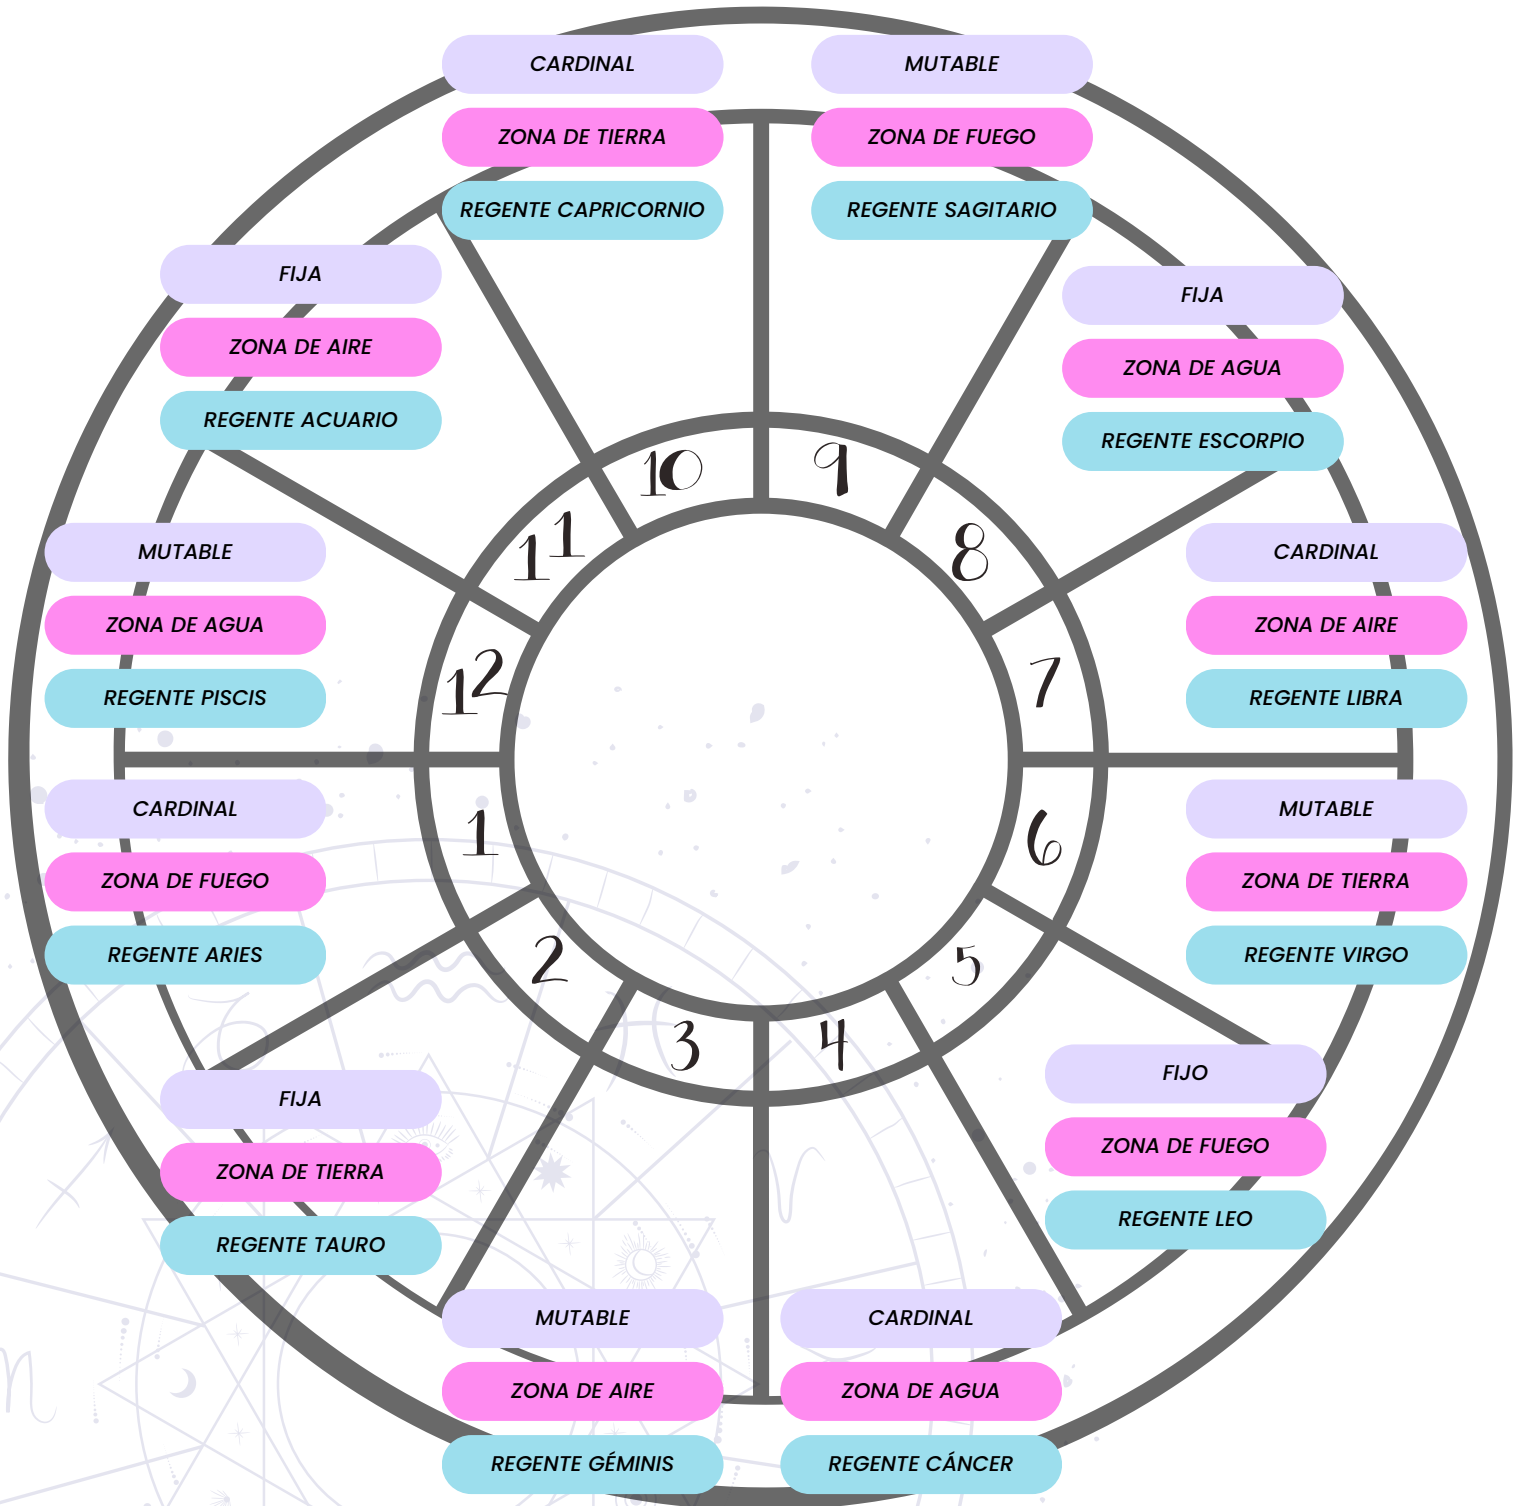 CARDINAL
ZONA DE TIERRA
REGENTE CAPRICORNIO
MUTABLE
ZONA DE FUEGO
REGENTE SAGITARIO
FIJA
ZONA DE AIRE
REGENTE ACUARIO
FIJA
ZONA DE AGUA
REGENTE ESCORPIO
MUTABLE
ZONA DE AGUA
REGENTE PISCIS
CARDINAL
ZONA DE AIRE
REGENTE LIBRA
CARDINAL
ZONA DE FUEGO
REGENTE ARIES
MUTABLE
ZONA DE TIERRA
REGENTE VIRGO
FIJA
ZONA DE TIERRA
REGENTE TAURO
FIJO
ZONA DE FUEGO
REGENTE LEO
MUTABLE
ZONA DE AIRE
REGENTE GÉMINIS
CARDINAL
ZONA DE AGUA
REGENTE CÁNCER
10
9
11
8
12
7
1
6
2
5
3
4